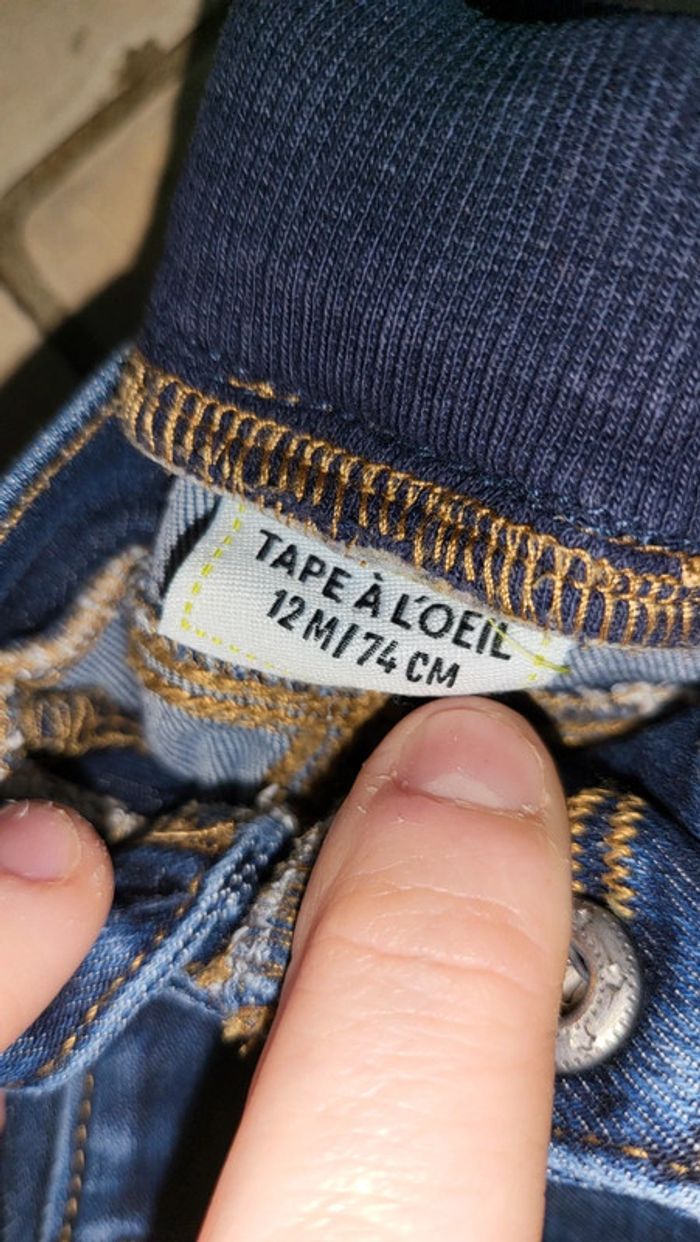 TAPE À L'OEIL
12M/74 CM